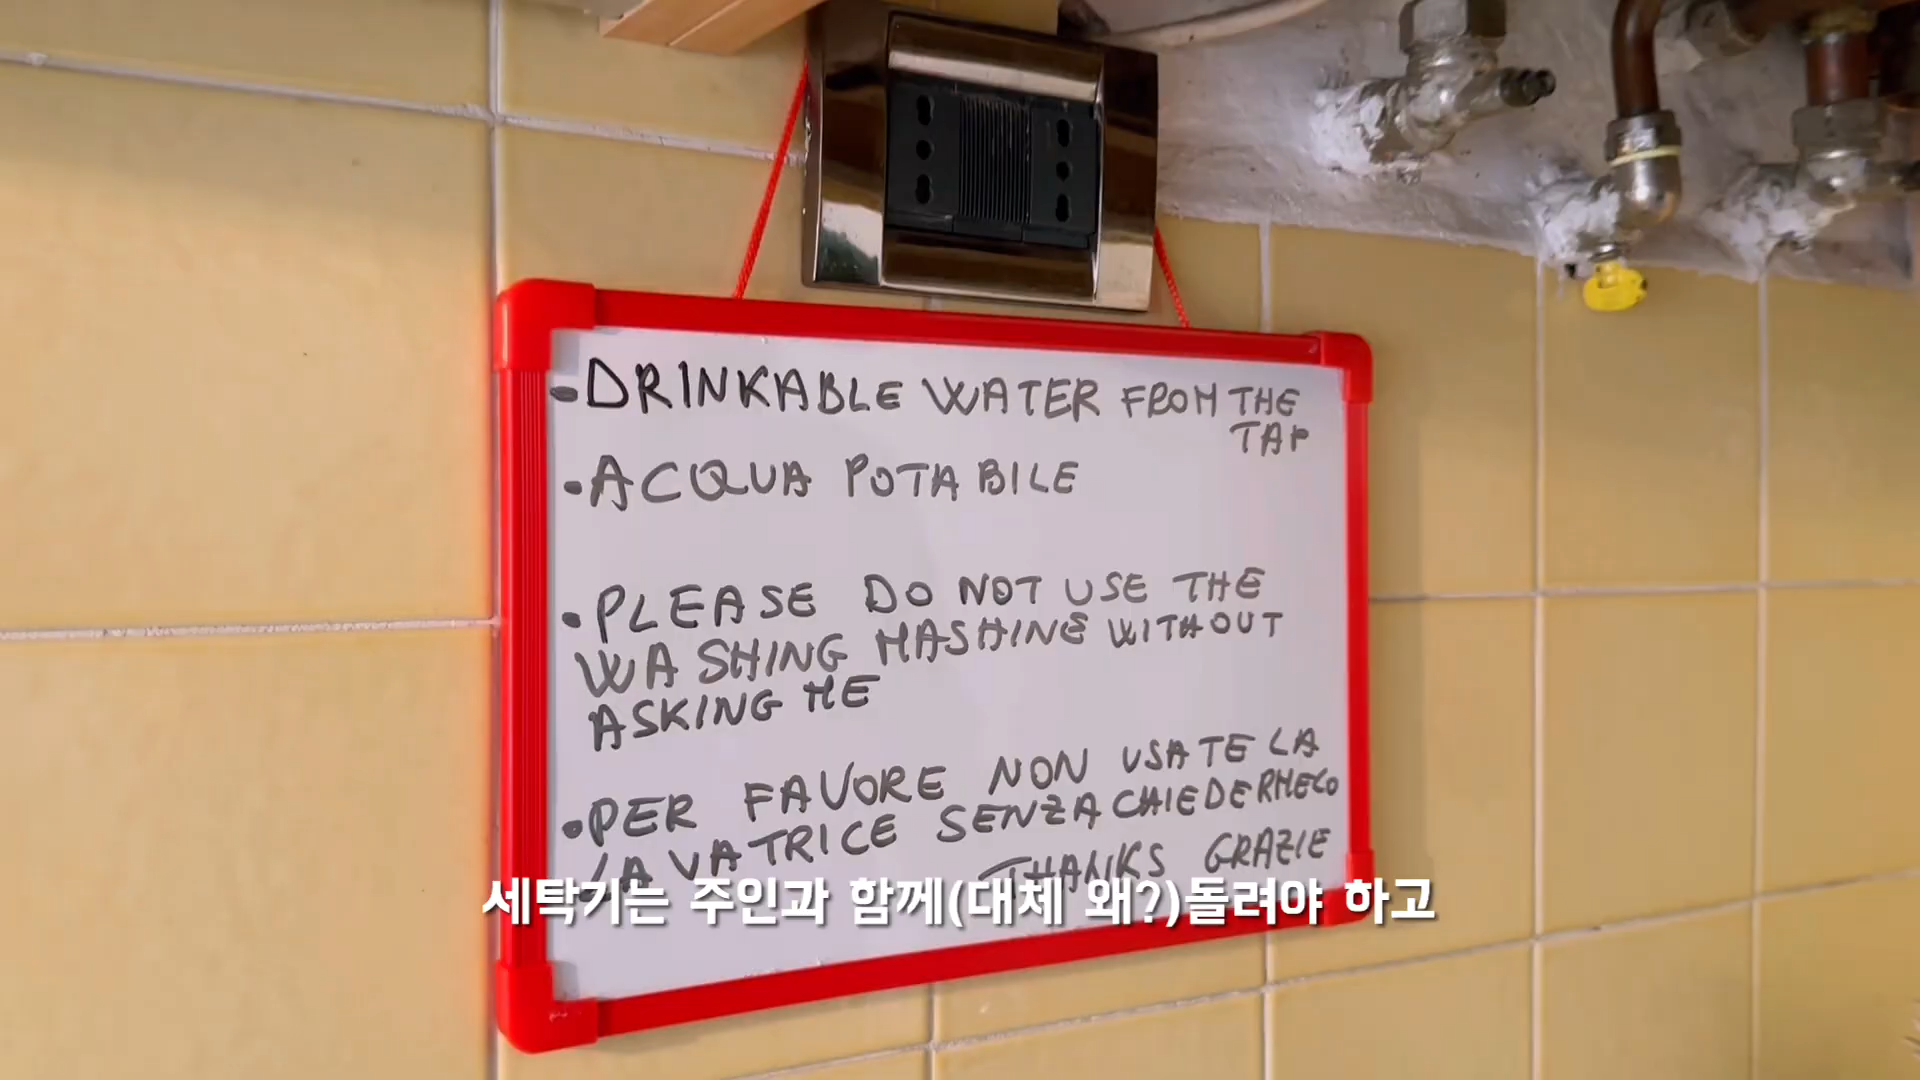 -DRINKABLE WATER FROM THE
TAP
•ACQUA POTABILE
•PLEASE DO NOT USE THE
WASHING MASHINE WITHOUT
ASKING ME
•PER FAVORE NON USATE LA
LAVATRICE SENZA CHIEDERMELO
THANKS GRAZIE
세탁기는 주인과 함께(대체 왜?)돌려야 하고